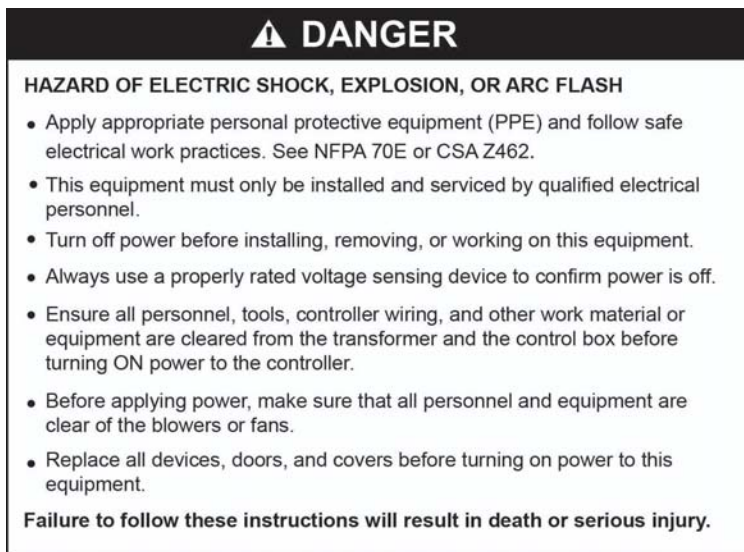 DANGER
HAZARD OF ELECTRIC SHOCK, EXPLOSION, OR ARC FLASH
• Apply appropriate personal protective equipment (PPE) and follow safe
electrical work practices. See NFPA 70E or CSA Z462.
• This equipment must only be installed and serviced by qualified electrical
personnel.
• Turn off power before installing, removing, or working on this equipment.
• Always use a properly rated voltage sensing device to confirm power is off.
• Ensure all personnel, tools, controller wiring, and other work material or
equipment are cleared from the transformer and the control box before
turning ON power to the controller.
• Before applying power, make sure that all personnel and equipment are
clear of the blowers or fans.
• Replace all devices, doors, and covers before turning on power to this
equipment.
Failure to follow these instructions will result in death or serious injury.